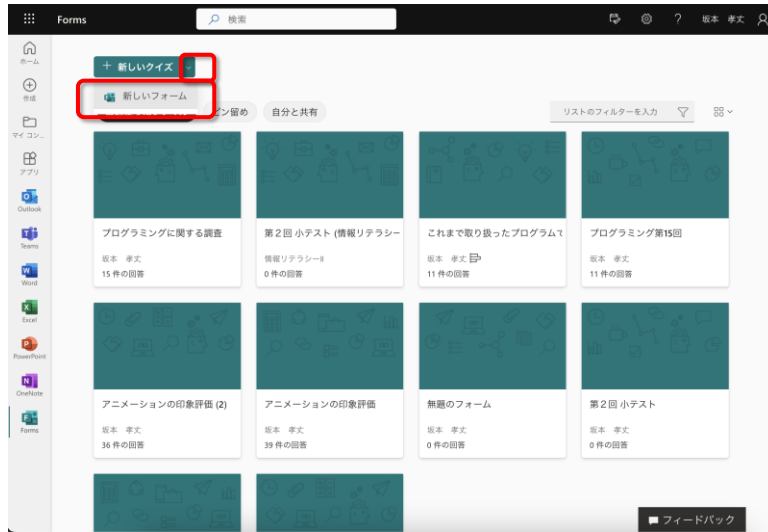 Forms
検索
坂本 孝丈
ホーム
作成
マイ コン...
アプリ
Outlook
Teams
Word
Excel
PowerPoint
OneNote
Forms
+ 新しいクイズ
新しいフォーム
ピン留め
自分と共有
リストのフィルターを入力
プログラミングに関する調査
坂本 孝丈
15 件の回答
第２回 小テスト (情報リテラシー
情報リテラシーII
0 件の回答
これまで取り扱ったプログラムて
坂本 孝丈
11 件の回答
プログラミング第15回
坂本 孝丈
11 件の回答
アニメーションの印象評価 (2)
坂本 孝丈
36 件の回答
アニメーションの印象評価
坂本 孝丈
39 件の回答
無題のフォーム
坂本 孝丈
0 件の回答
第２回 小テスト
坂本 孝丈
0 件の回答
フィードバック